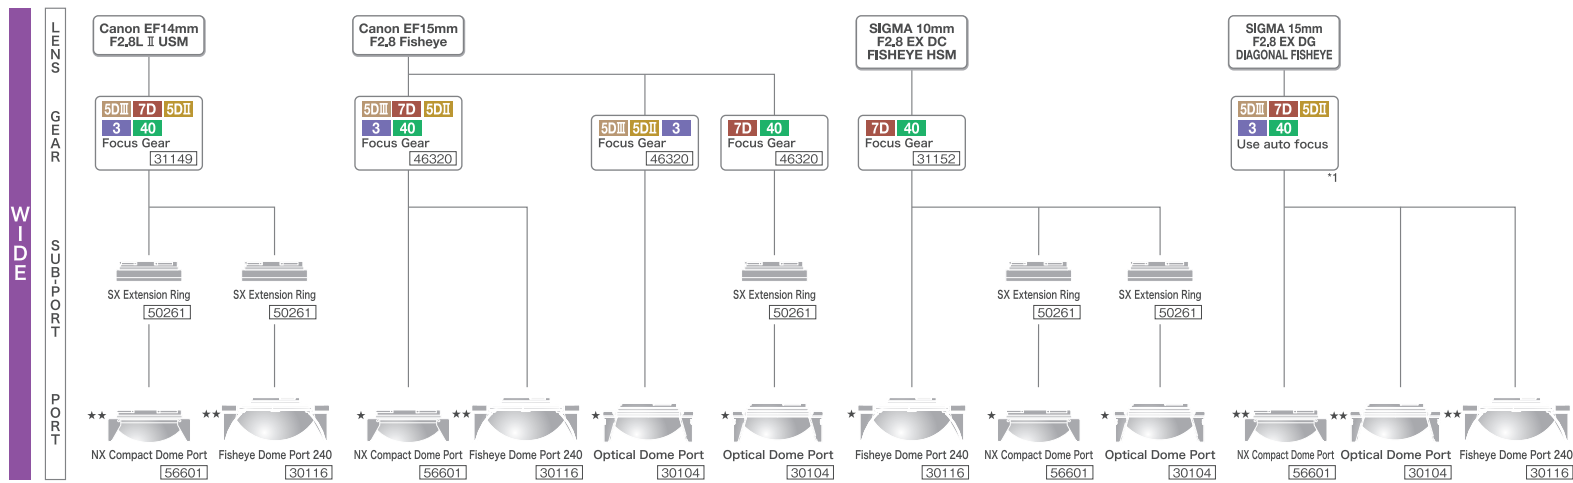 WIDE
LENS
GEAR
SUB-PORT
PORT
Canon EF14mm
F2.8L Ⅱ USM
Canon EF15mm
F2.8 Fisheye
SIGMA 10mm
F2.8 EX DC
FISHEYE HSM
SIGMA 15mm
F2.8 EX DG
DIAGONAL FISHEYE
5DⅢ 7D 5DⅡ
3 40
Focus Gear
31149
5DⅢ 7D 5DⅡ
3 40
Focus Gear
46320
5DⅢ 5DⅡ 3
Focus Gear
46320
7D 40
Focus Gear
46320
7D 40
Focus Gear
31152
5DⅢ 7D 5DⅡ
3 40
Use auto focus
*1
SX Extension Ring
50261
SX Extension Ring
50261
SX Extension Ring
50261
SX Extension Ring
50261
SX Extension Ring
50261
★★
NX Compact Dome Port
56601
★★
Fisheye Dome Port 240
30116
★
NX Compact Dome Port
56601
★★
Fisheye Dome Port 240
30116
★
Optical Dome Port
30104
★
Optical Dome Port
30104
★
Fisheye Dome Port 240
30116
★
NX Compact Dome Port
56601
★
Optical Dome Port
30104
★★
NX Compact Dome Port
56601
★★
Optical Dome Port
30104
★★
Fisheye Dome Port 240
30116